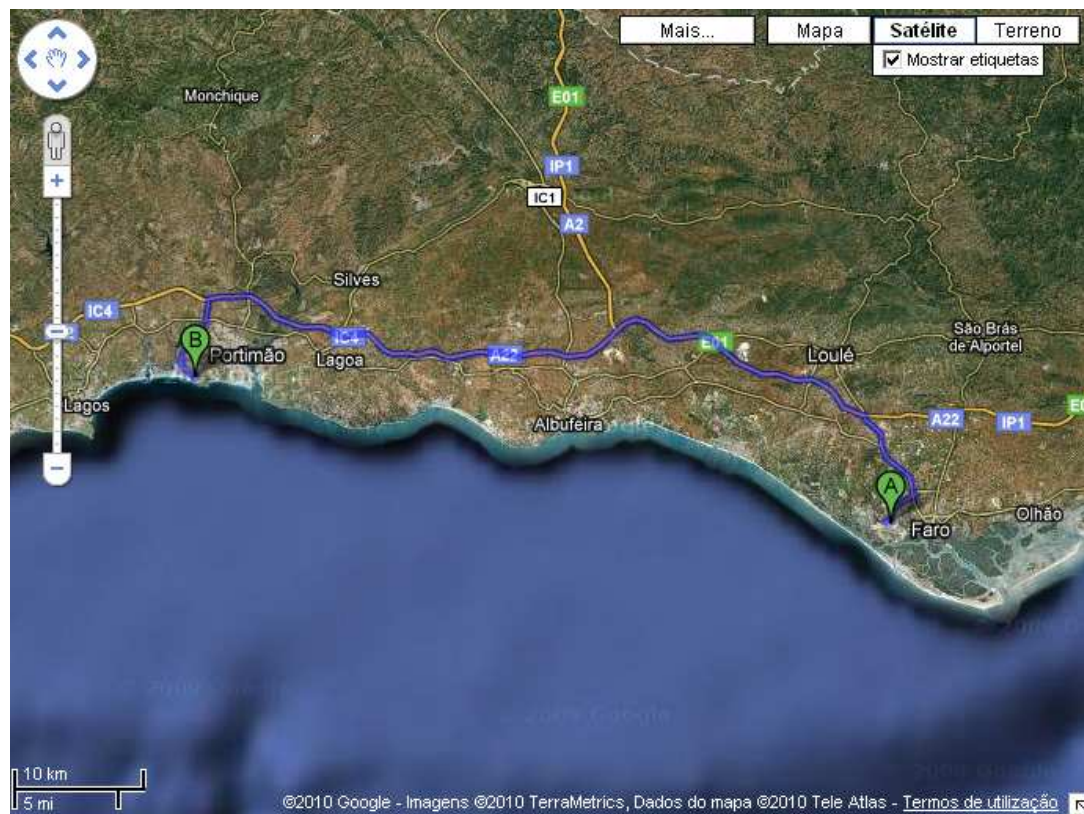 Mais...
Mapa
Satélite
Terreno
Mostrar etiquetas
Monchique
E01
IP1
IC1
A2
Silves
IC4
B
Portimão
Lagoa
IC4
A22
E01
Loulé
São Brás
de Alportel
Lagos
Albufeira
A22
IP1
A
Faro
Olhão
10 km
5 mi
©2010 Google - Imagens ©2010 TerraMetrics, Dados do mapa ©2010 Tele Atlas - Termos de utilização